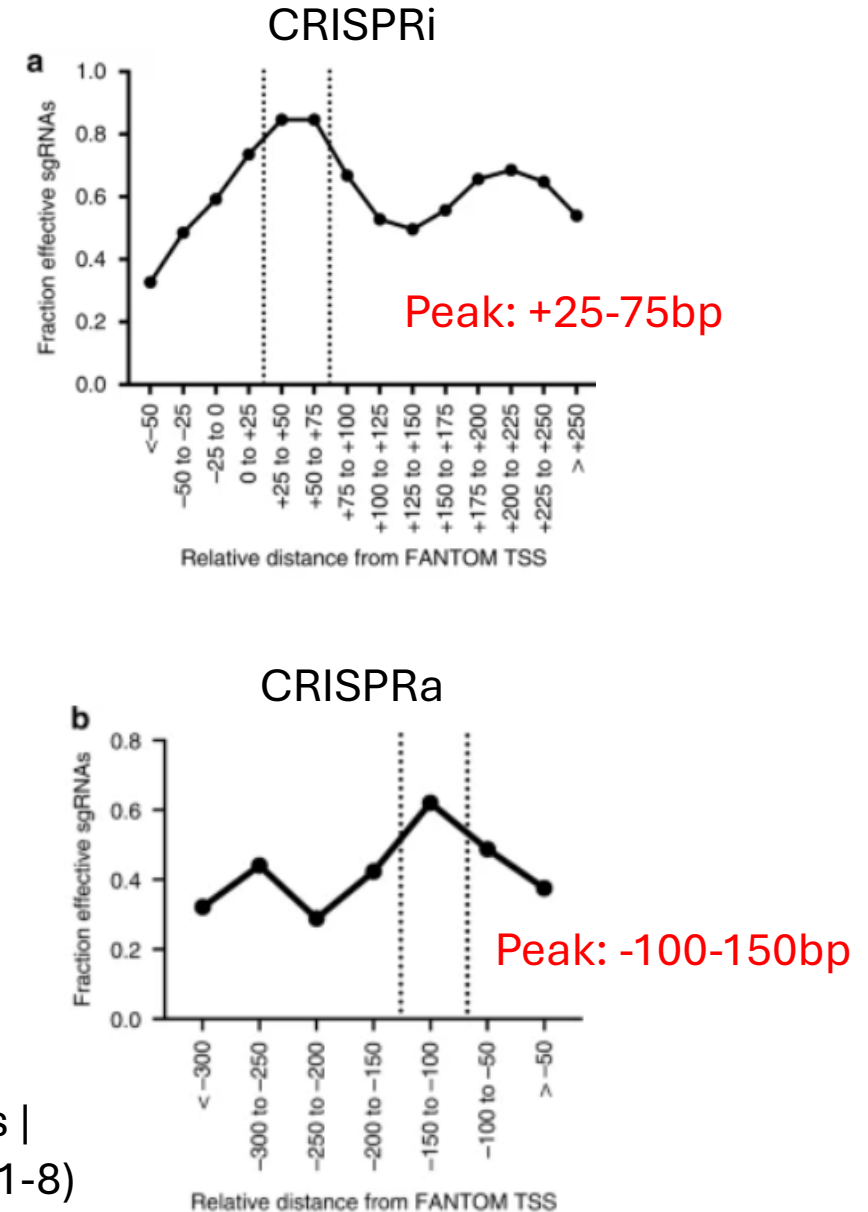 CRISPRi
a
Fraction effective sgRNAs
1.0
0.8
0.6
0.4
0.2
0.0
Peak: +25-75bp
<−50
−50 to −25
−25 to 0
0 to +25
+25 to +50
+50 to +75
+75 to +100
+100 to +125
+125 to +150
+150 to +175
+175 to +200
+200 to +225
+225 to +250
> +250
Relative distance from FANTOM TSS
CRISPRa
b
Fraction effective sgRNAs
0.8
0.6
0.4
0.2
0.0
Peak: -100-150bp
< −300
−300 to −250
−250 to −200
−200 to −150
−150 to −100
−100 to −50
> −50
Relative distance from FANTOM TSS
s |
1-8)